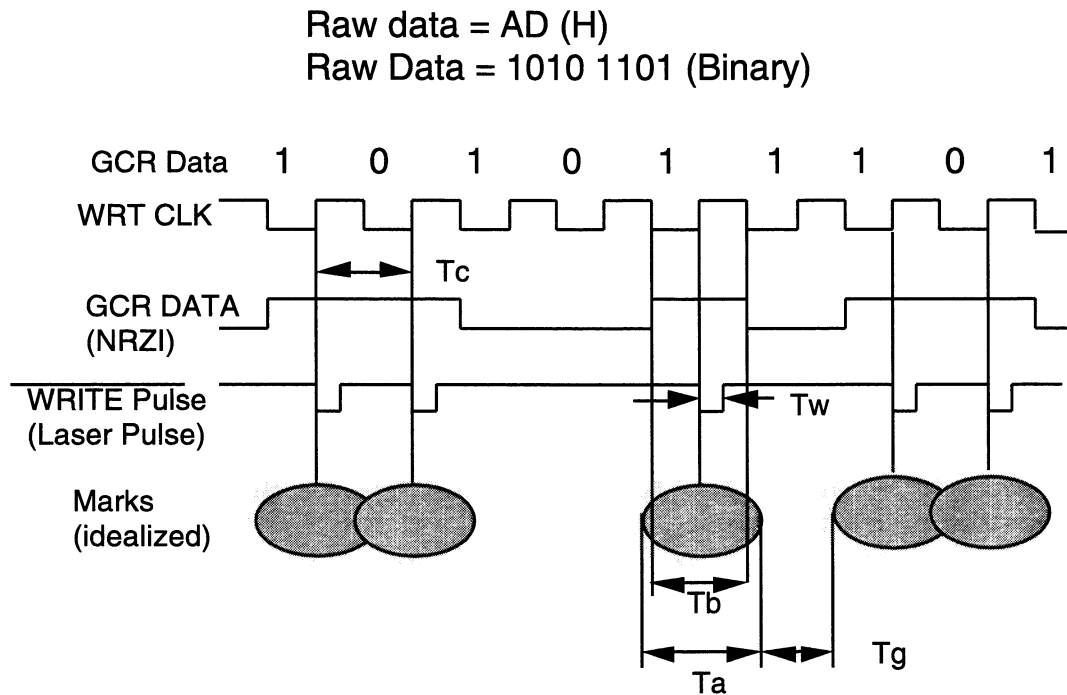 Raw data = AD (H)
Raw Data = 1010 1101 (Binary)
GCR Data 1 0 1 0 1 1 1 0 1
WRT CLK
Tc
GCR DATA
(NRZI)
WRITE Pulse
(Laser Pulse)
Tw
Marks
(idealized)
Tb
Ta
Tg